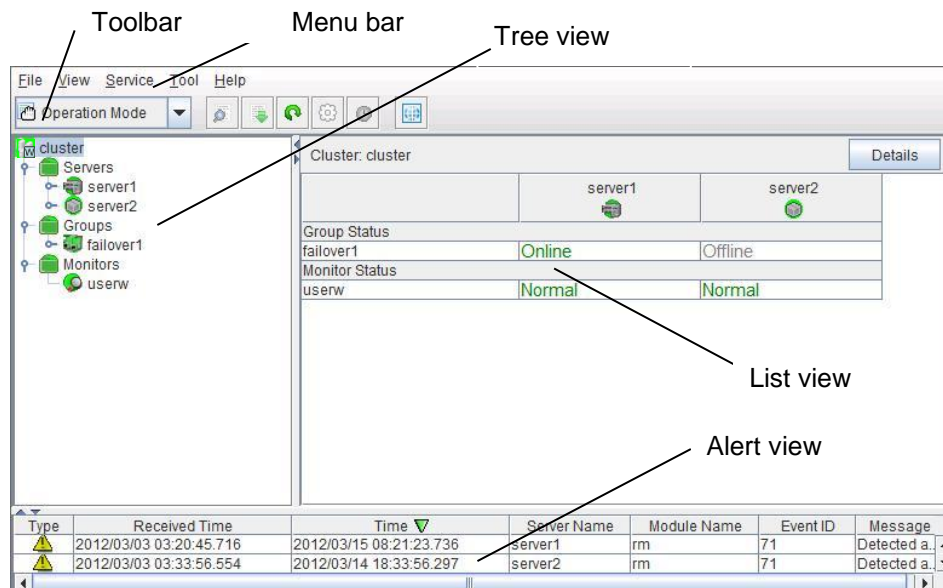 Toolbar
Menu bar
Tree view
File View Service Tool Help
Operation Mode
cluster
Servers
server1
server2
Groups
failover1
Monitors
userw
Cluster: cluster
Details
server1 server2
Group Status
failover1 Online Offline
Monitor Status
userw Normal Normal
List view
Alert view
Type Received Time Time Server Name Module Name Event ID Message
2012/03/03 03:20:45.716 2012/03/15 08:21:23.736 server1 rm 71 Detected a..
2012/03/03 03:33:56.554 2012/03/14 18:33:56.297 server2 rm 71 Detected a..